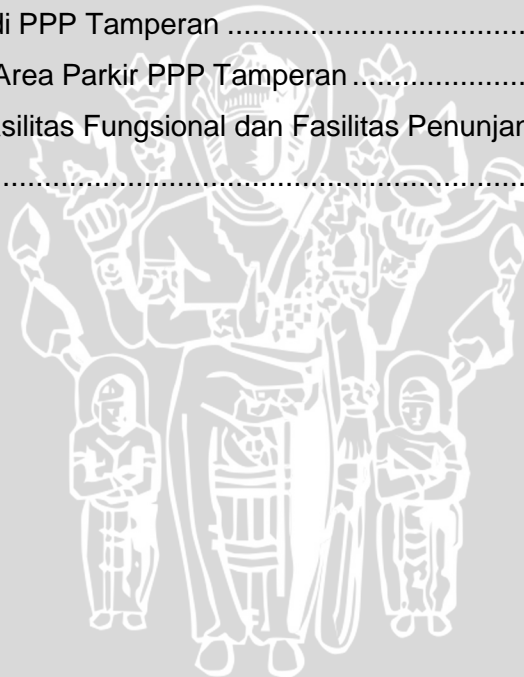 di PPP Tamperan ....................................
Area Parkir PPP Tamperan .....................
silitas Fungsional dan Fasilitas Penunjan
................................................................